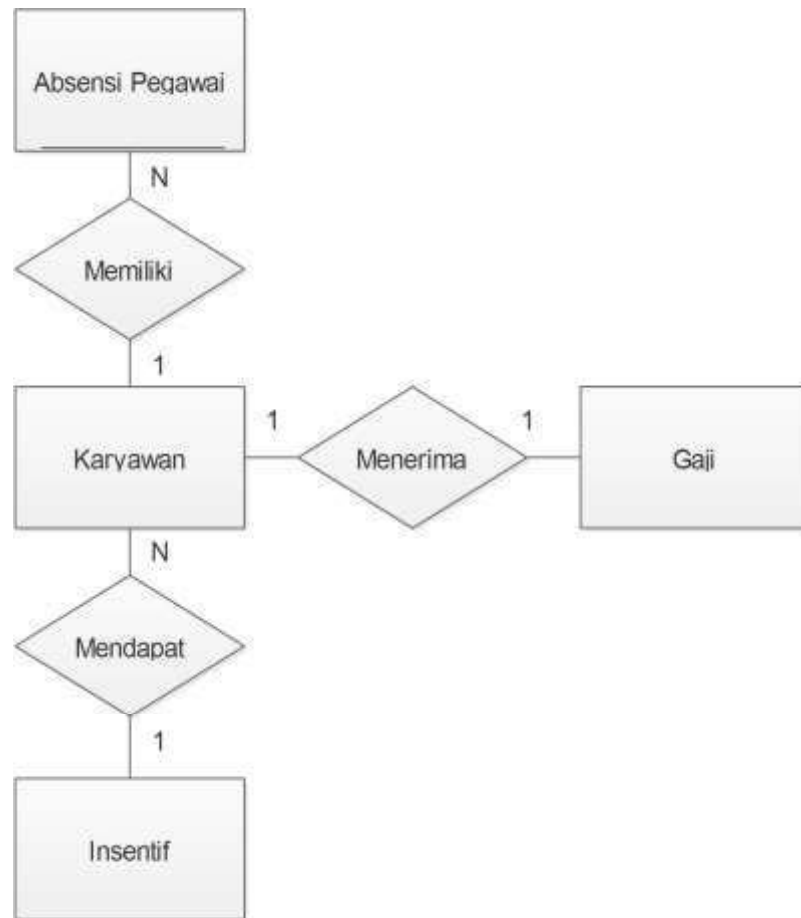 Absensi Pegawai
N
Memiliki
1
Karyawan
1
Menerima
1
Gaji
N
Mendapat
1
Insentif